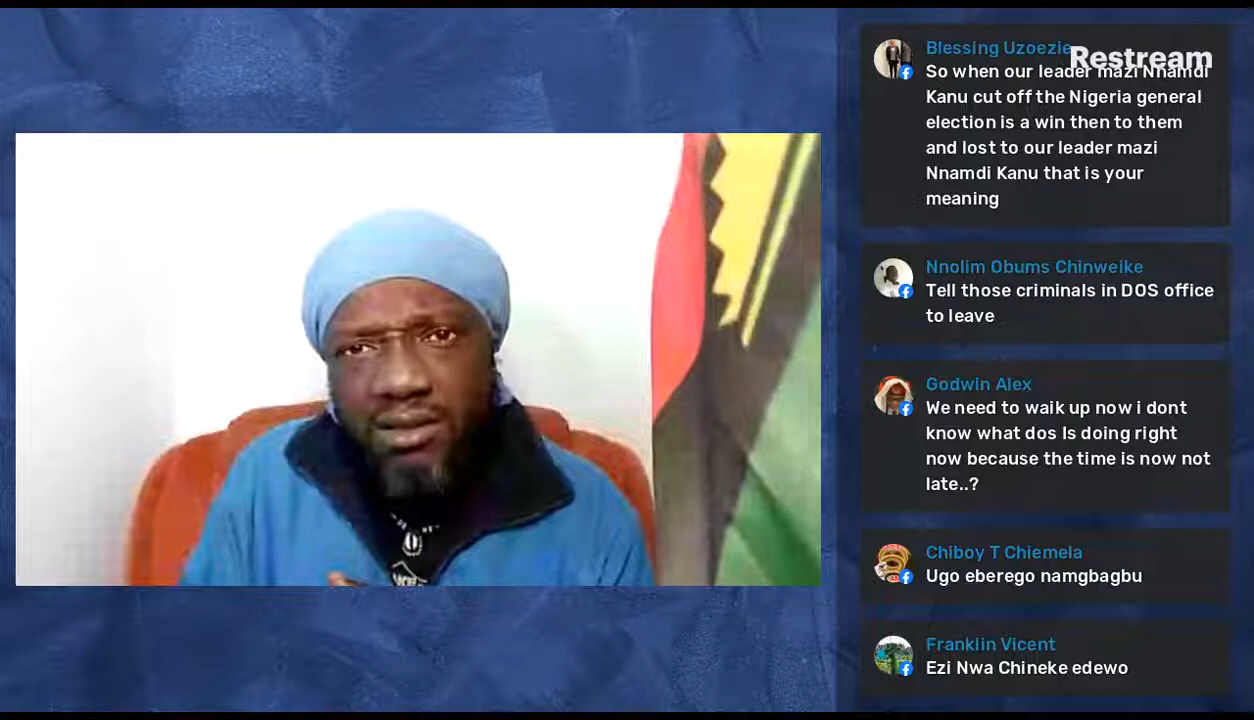 Blessing Uzoezie
Restream
So when our leader mazi Nnamdi
Kanu cut off the Nigeria general
election is a win then to them
and lost to our leader mazi
Nnamdi Kanu that is your
meaning
Nnolim Obums Chinweike
Tell those criminals in DOS office
to leave
Godwin Alex
We need to waik up now i dont
know what dos Is doing right
now because the time is now not
late..?
Chiboy T Chiemela
Ugo eberego namgbagbu
Franklin Vicent
Ezi Nwa Chineke edewo